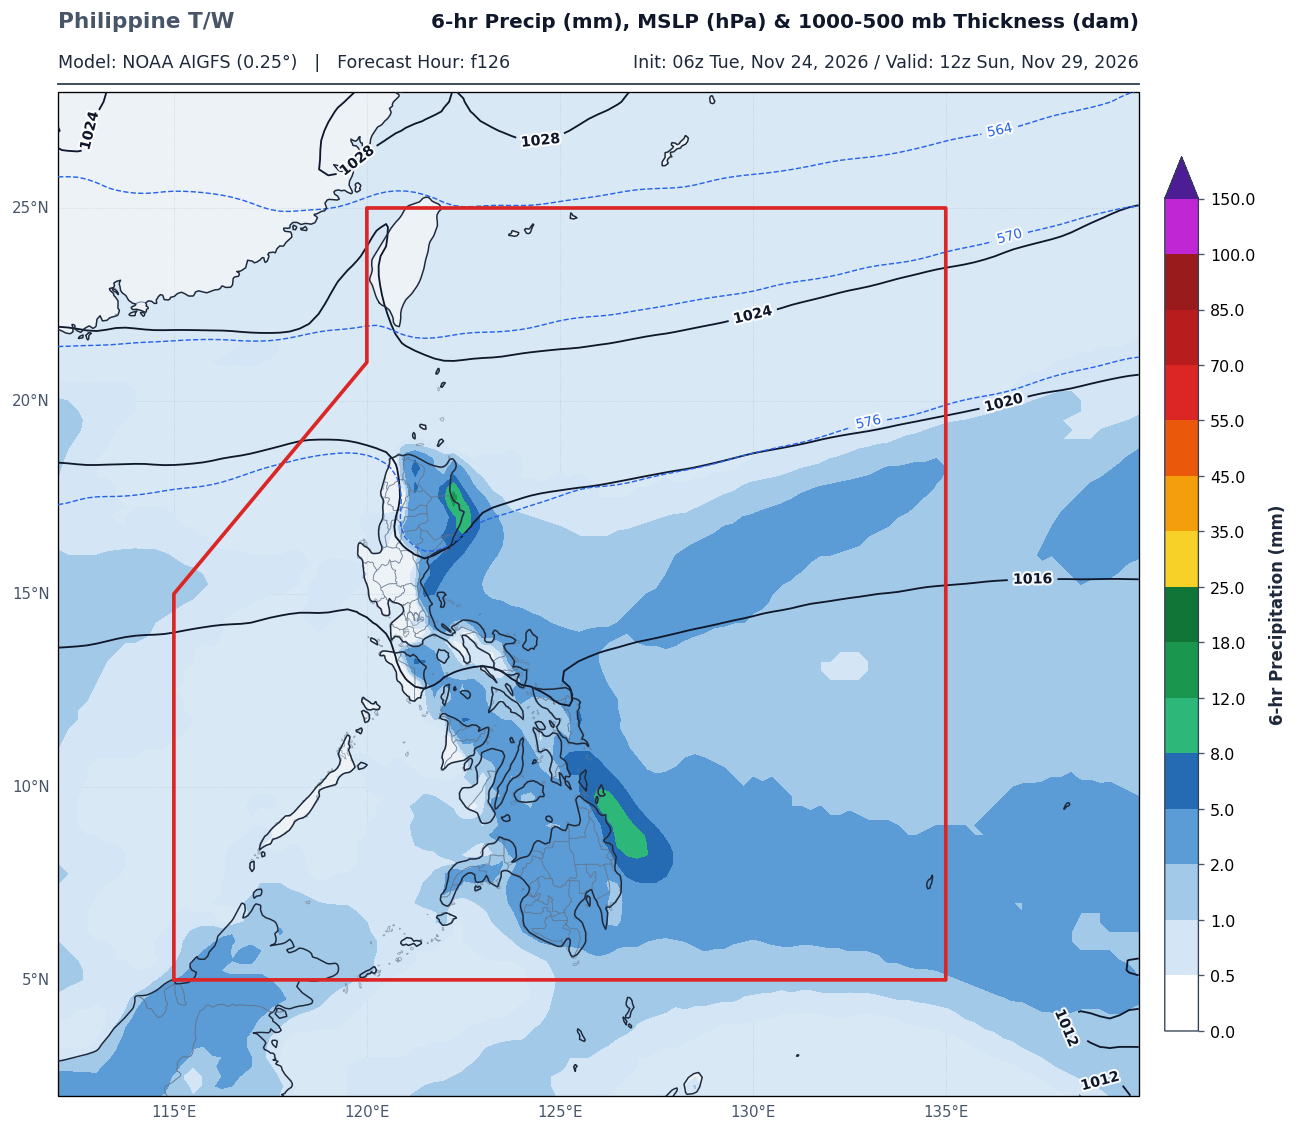 Philippine T/W
6-hr Precip (mm), MSLP (hPa) & 1000-500 mb Thickness (dam)
Model: NOAA AIGFS (0.25°) | Forecast Hour: f126
Init: 06z Tue, Nov 24, 2026 / Valid: 12z Sun, Nov 29, 2026
1024
1028
1028
564
570
1024
576
1020
1016
1012
1012
25°N
20°N
15°N
10°N
5°N
115°E
120°E
125°E
130°E
135°E
150.0
100.0
85.0
70.0
55.0
45.0
35.0
25.0
18.0
12.0
8.0
5.0
2.0
1.0
0.5
0.0
6-hr Precipitation (mm)